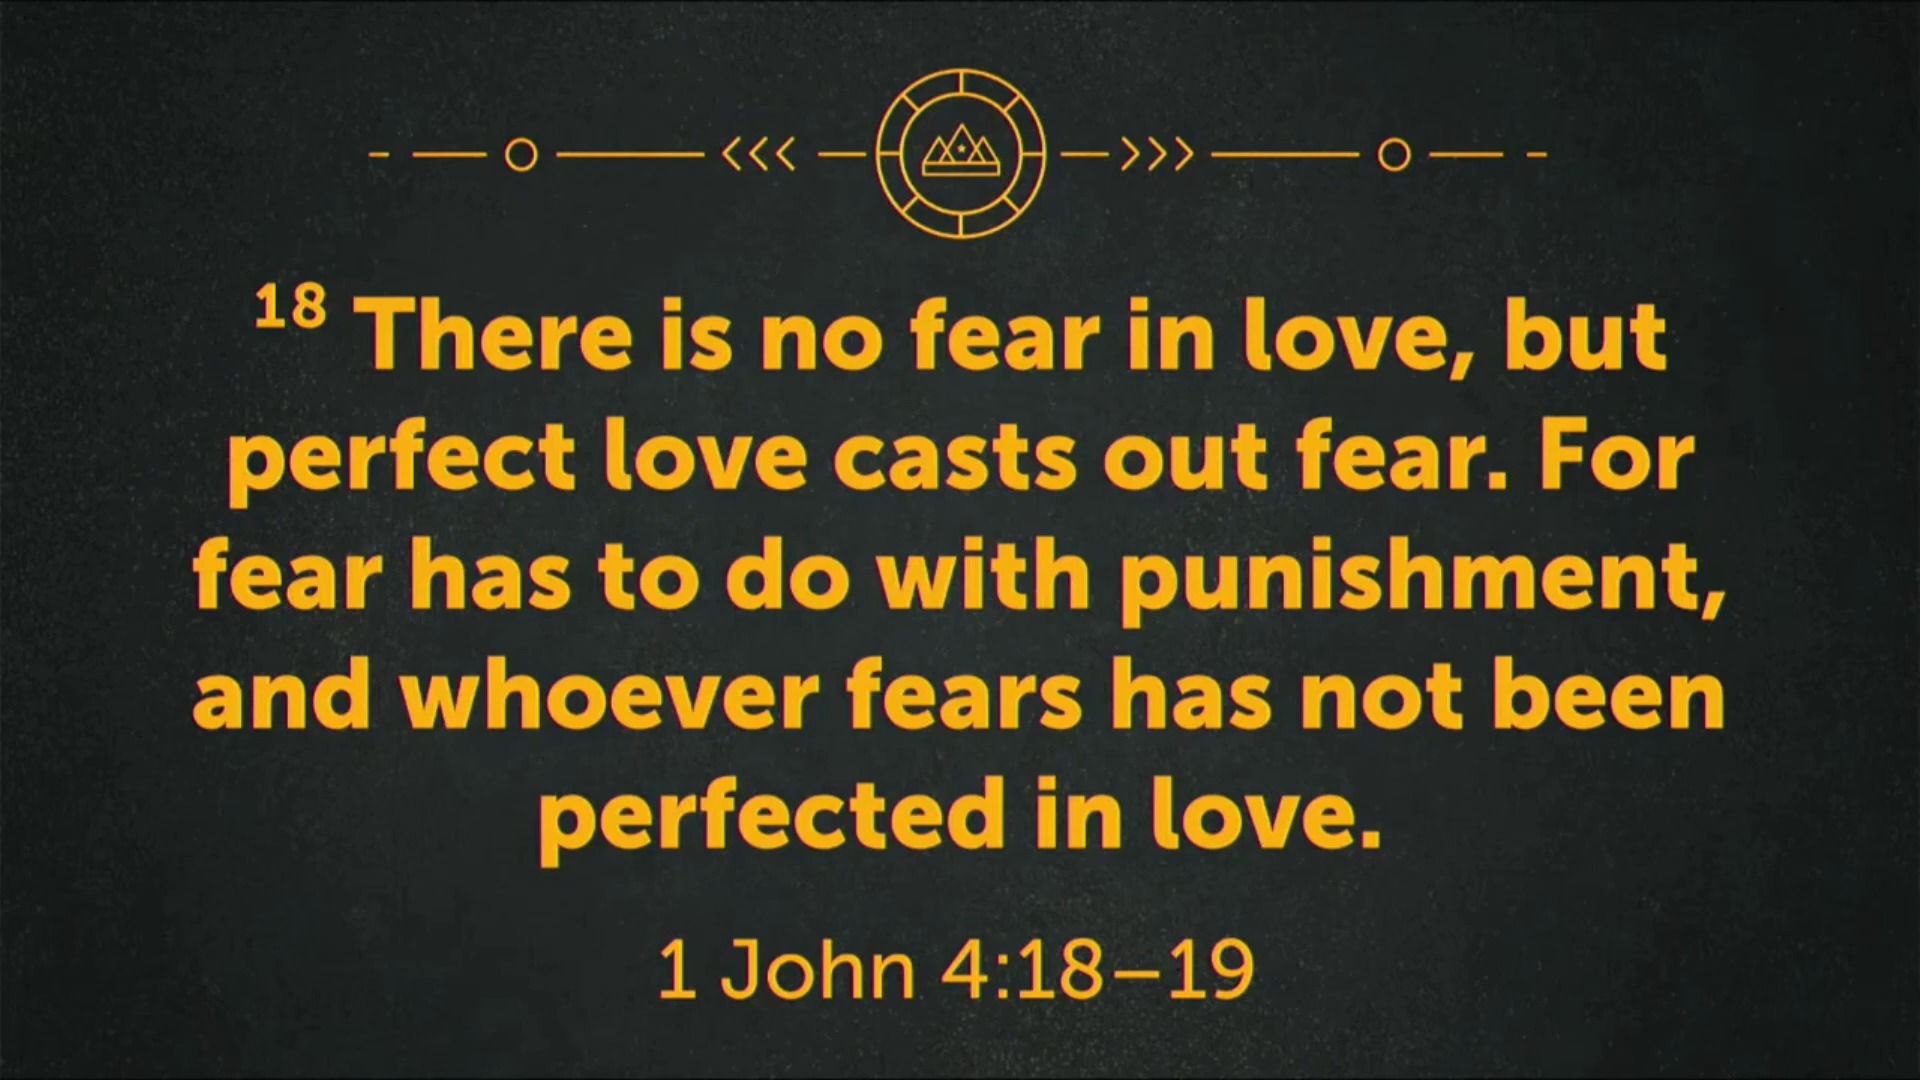 18 There is no fear in love, but
perfect love casts out fear. For
fear has to do with punishment,
and whoever fears has not been
perfected in love.
1 John 4:18–19